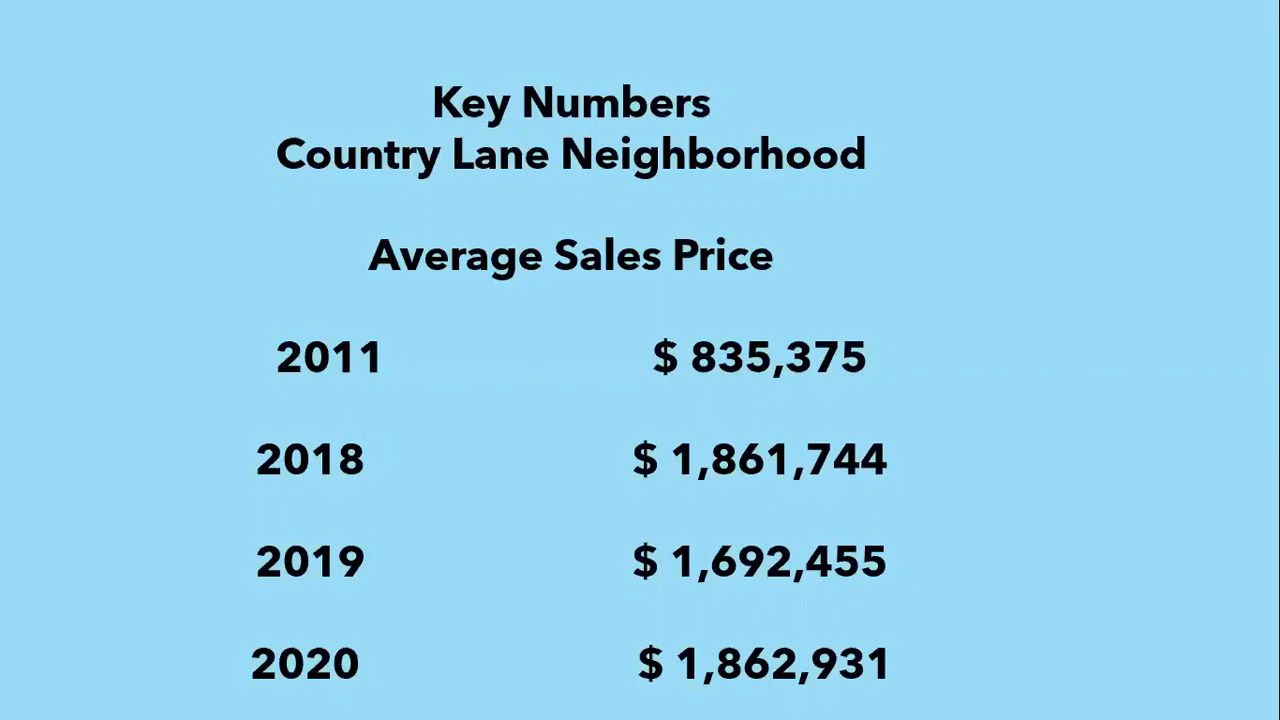 Key Numbers
Country Lane Neighborhood
Average Sales Price
2011 $ 835,375
2018 $ 1,861,744
2019 $ 1,692,455
2020 $ 1,862,931